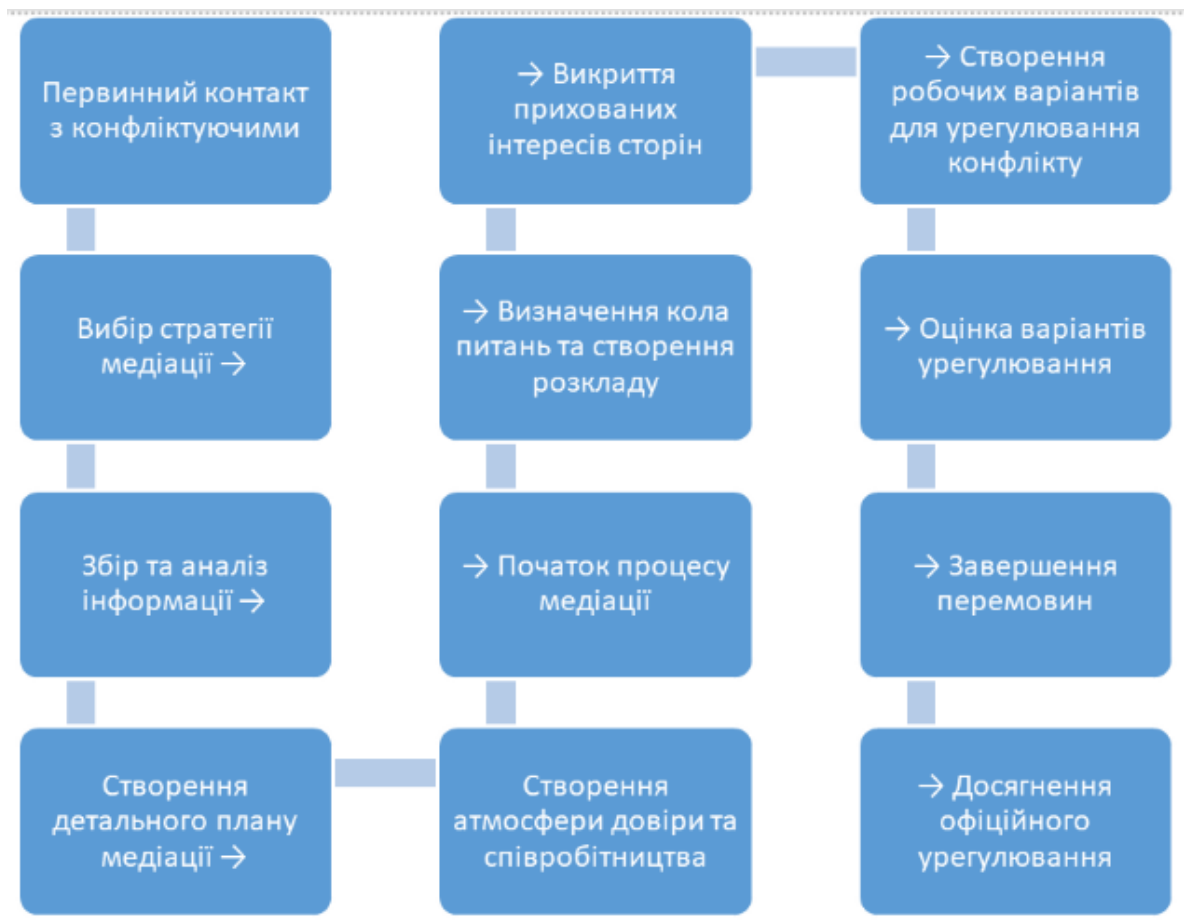 Первинний контакт
з конфліктуючими
Вибір стратегії
медіації →
Збір та аналіз
інформації →
Створення
детального плану
медіації →
Створення
атмосфери довіри та
співробітництва
→ Початок процесу
медіації
→ Визначення кола
питань та створення
розкладу
→ Викриття
прихованих
інтересів сторін
→ Створення
робочих варіантів
для урегулювання
конфлікту
→ Оцінка варіантів
урегулювання
→ Завершення
перемовин
→ Досягнення
офіційного
урегулювання